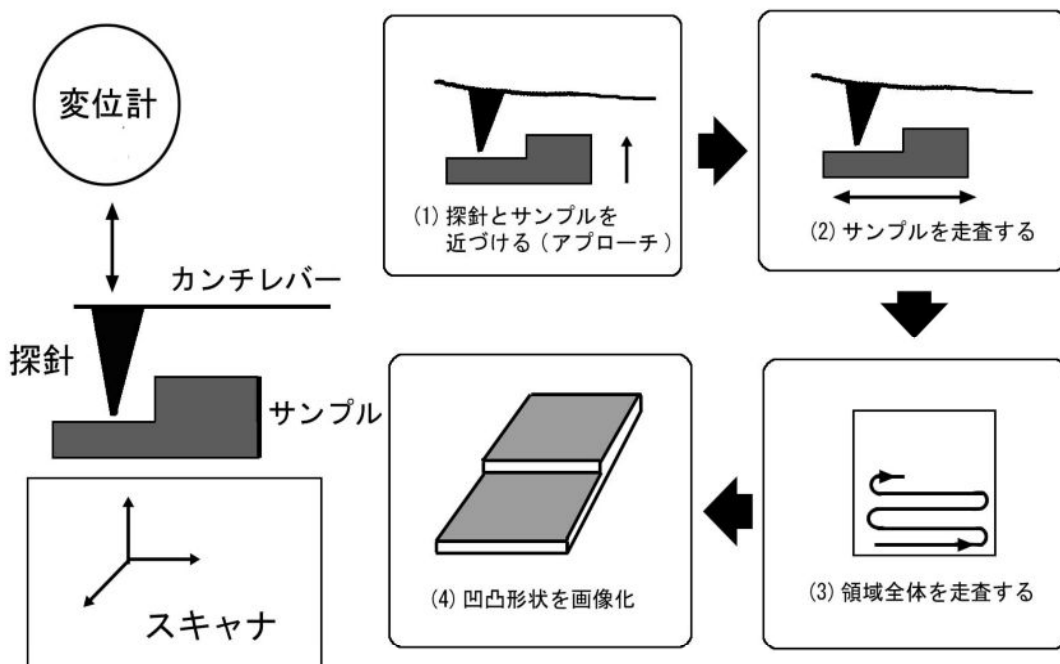 変位計
カンチレバー
探針
サンプル
スキャナ
(1) 探針とサンプルを
近づける(アプローチ)
(2) サンプルを走査する
(3) 領域全体を走査する
(4) 凹凸形状を画像化